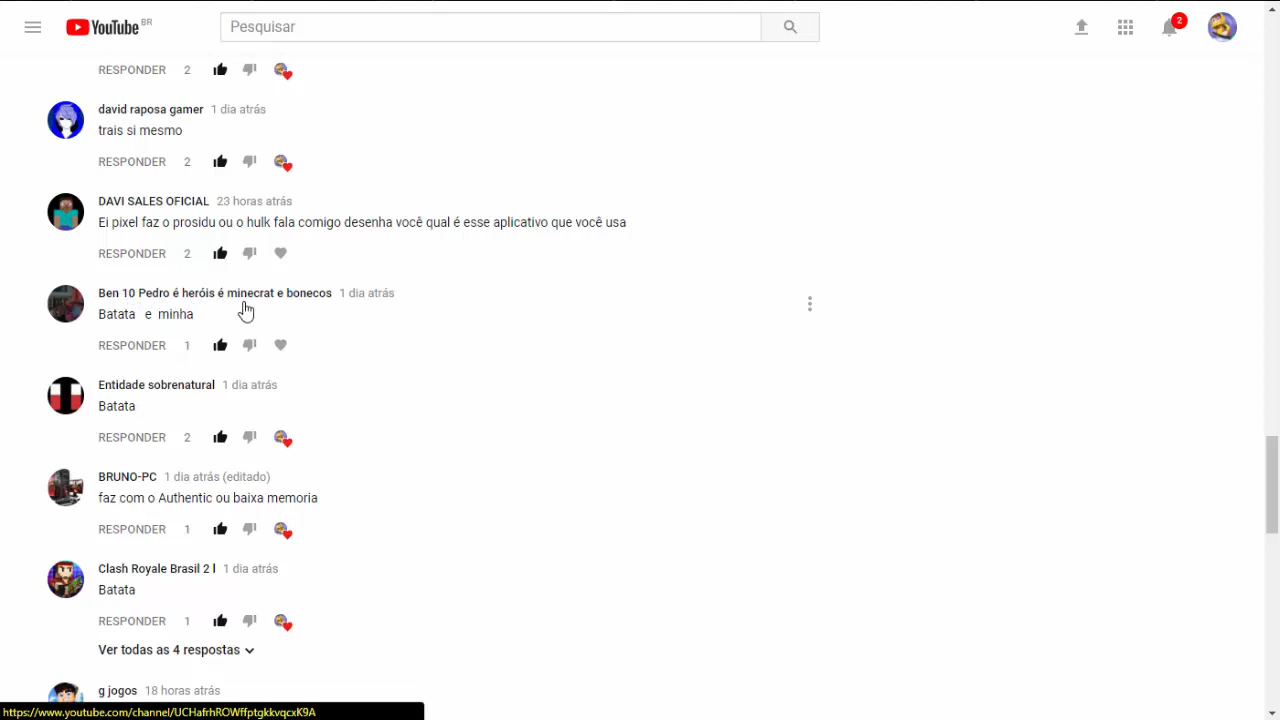 YouTube BR
Pesquisar
2
RESPONDER 2
david raposa gamer 1 dia atrás
trais si mesmo
RESPONDER 2
DAVI SALES OFICIAL 23 horas atrás
Ei pixel faz o prosidu ou o hulk fala comigo desenha você qual é esse aplicativo que você usa
RESPONDER 2
Ben 10 Pedro é heróis é minecrat e bonecos 1 dia atrás
Batata e minha
RESPONDER 1
Entidade sobrenatural 1 dia atrás
Batata
RESPONDER 2
BRUNO-PC 1 dia atrás (editado)
faz com o Authentic ou baixa memoria
RESPONDER 1
Clash Royale Brasil 2 l 1 dia atrás
Batata
RESPONDER 1
Ver todas as 4 respostas
g jogos 18 horas atrás
https://www.youtube.com/channel/UCHafrhROWffptgkkvqcxK9A